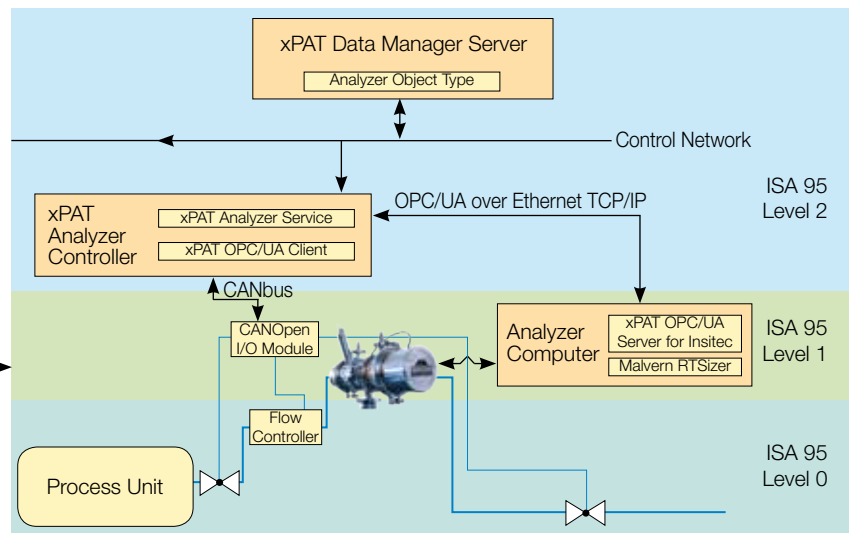 xPAT Data Manager Server
Analyzer Object Type
Control Network
ISA 95
Level 2
OPC/UA over Ethernet TCP/IP
xPAT
Analyzer
Controller
xPAT Analyzer Service
xPAT OPC/UA Client
CANbus
CANOpen
I/O Module
Analyzer
Computer
xPAT OPC/UA
Server for Insitec
Malvern RTSizer
ISA 95
Level 1
Flow
Controller
Process Unit
ISA 95
Level 0